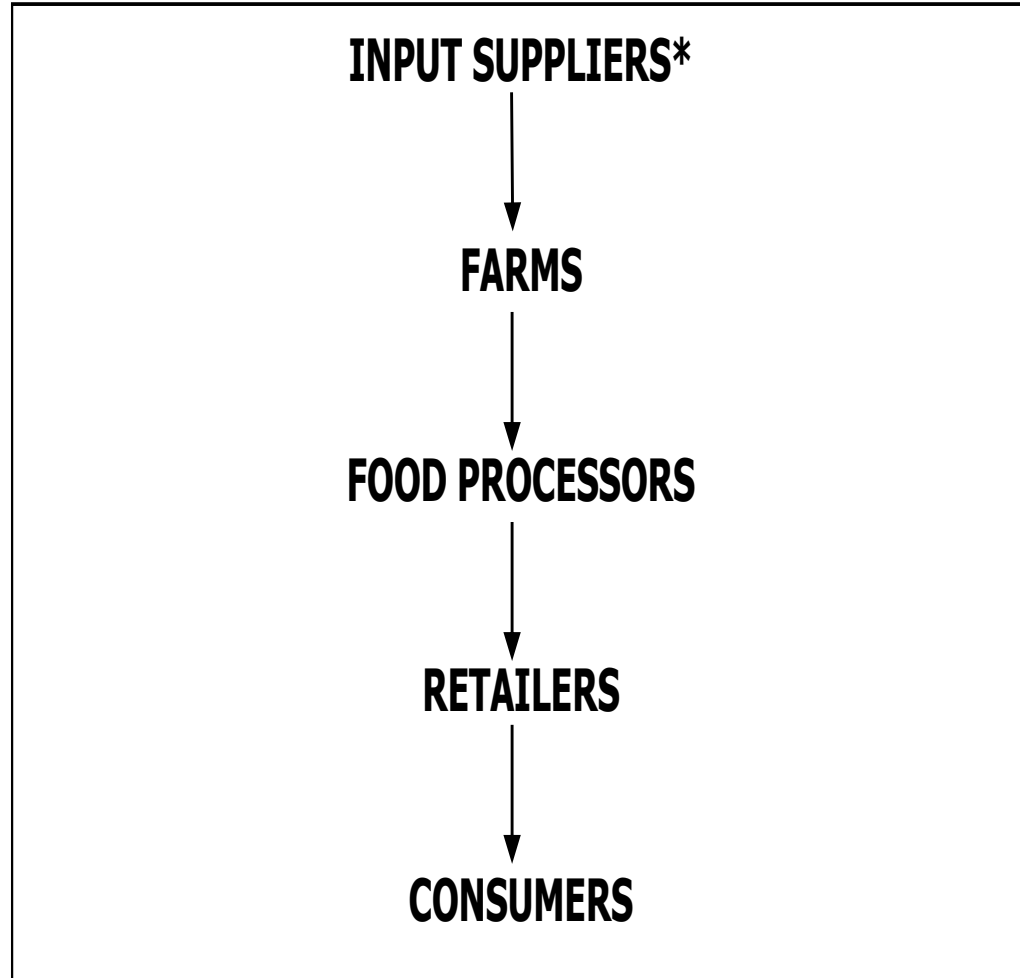 INPUT SUPPLIERS*
FARMS
FOOD PROCESSORS
RETAILERS
CONSUMERS